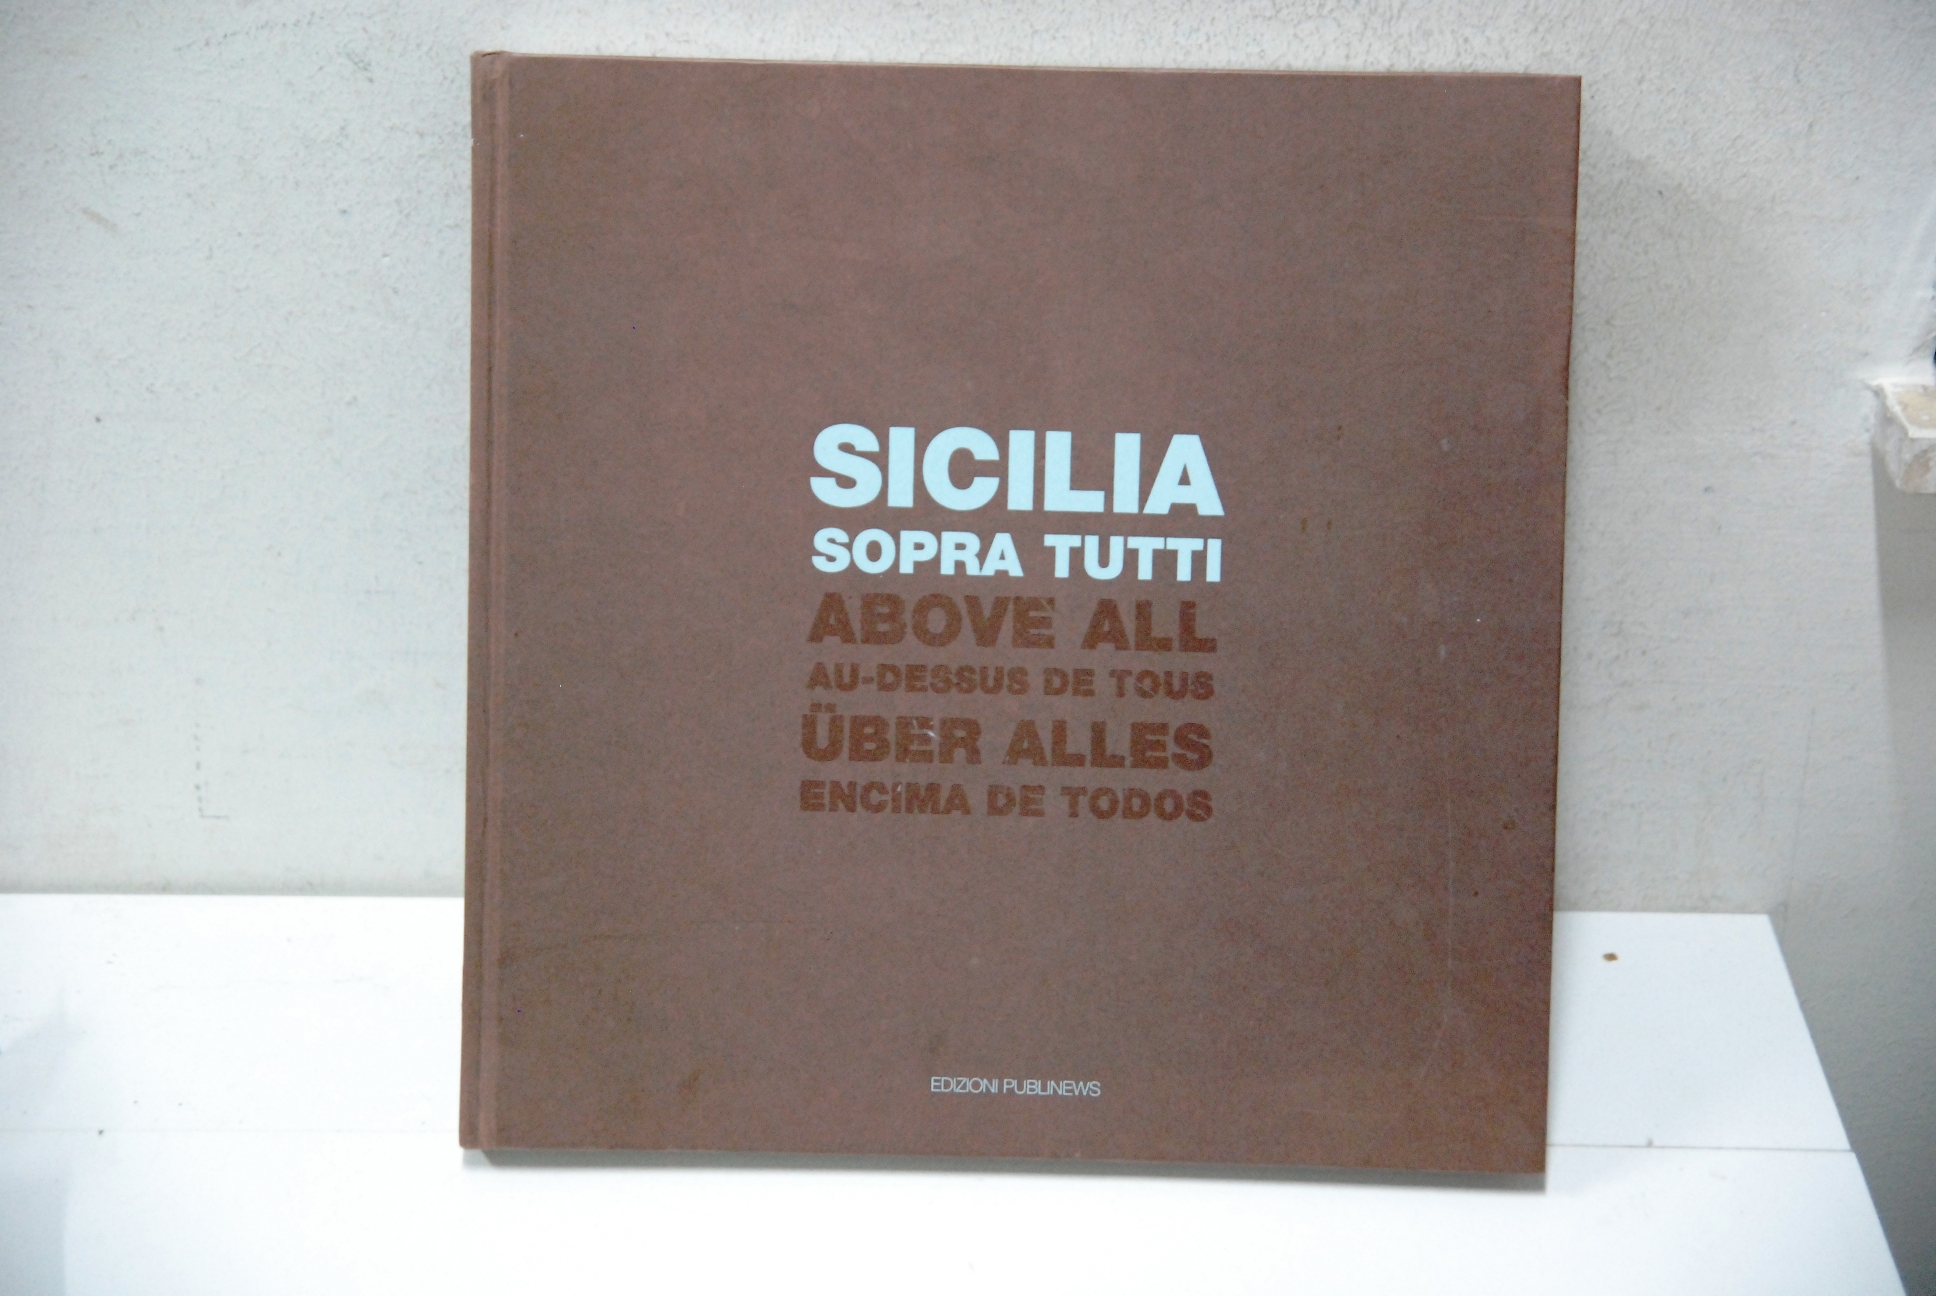 SICILIA
SOPRA TUTTI
ABOVE ALL
AU-DESSUS DE TOUS
ÜBER ALLES
ENCIMA DE TODOS
EDIZIONI PUBLINEWS